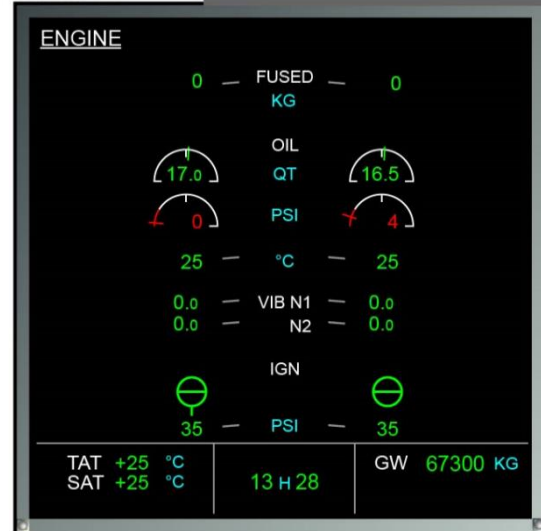 ENGINE
0 FUSED 0
KG
OIL
17.0 QT 16.5
0 PSI 4
25 °C 25
0.0 VIB N1 0.0
0.0 N2 0.0
IGN
35 PSI 35
TAT +25 °C
SAT +25 °C
13 H 28
GW 67300 KG